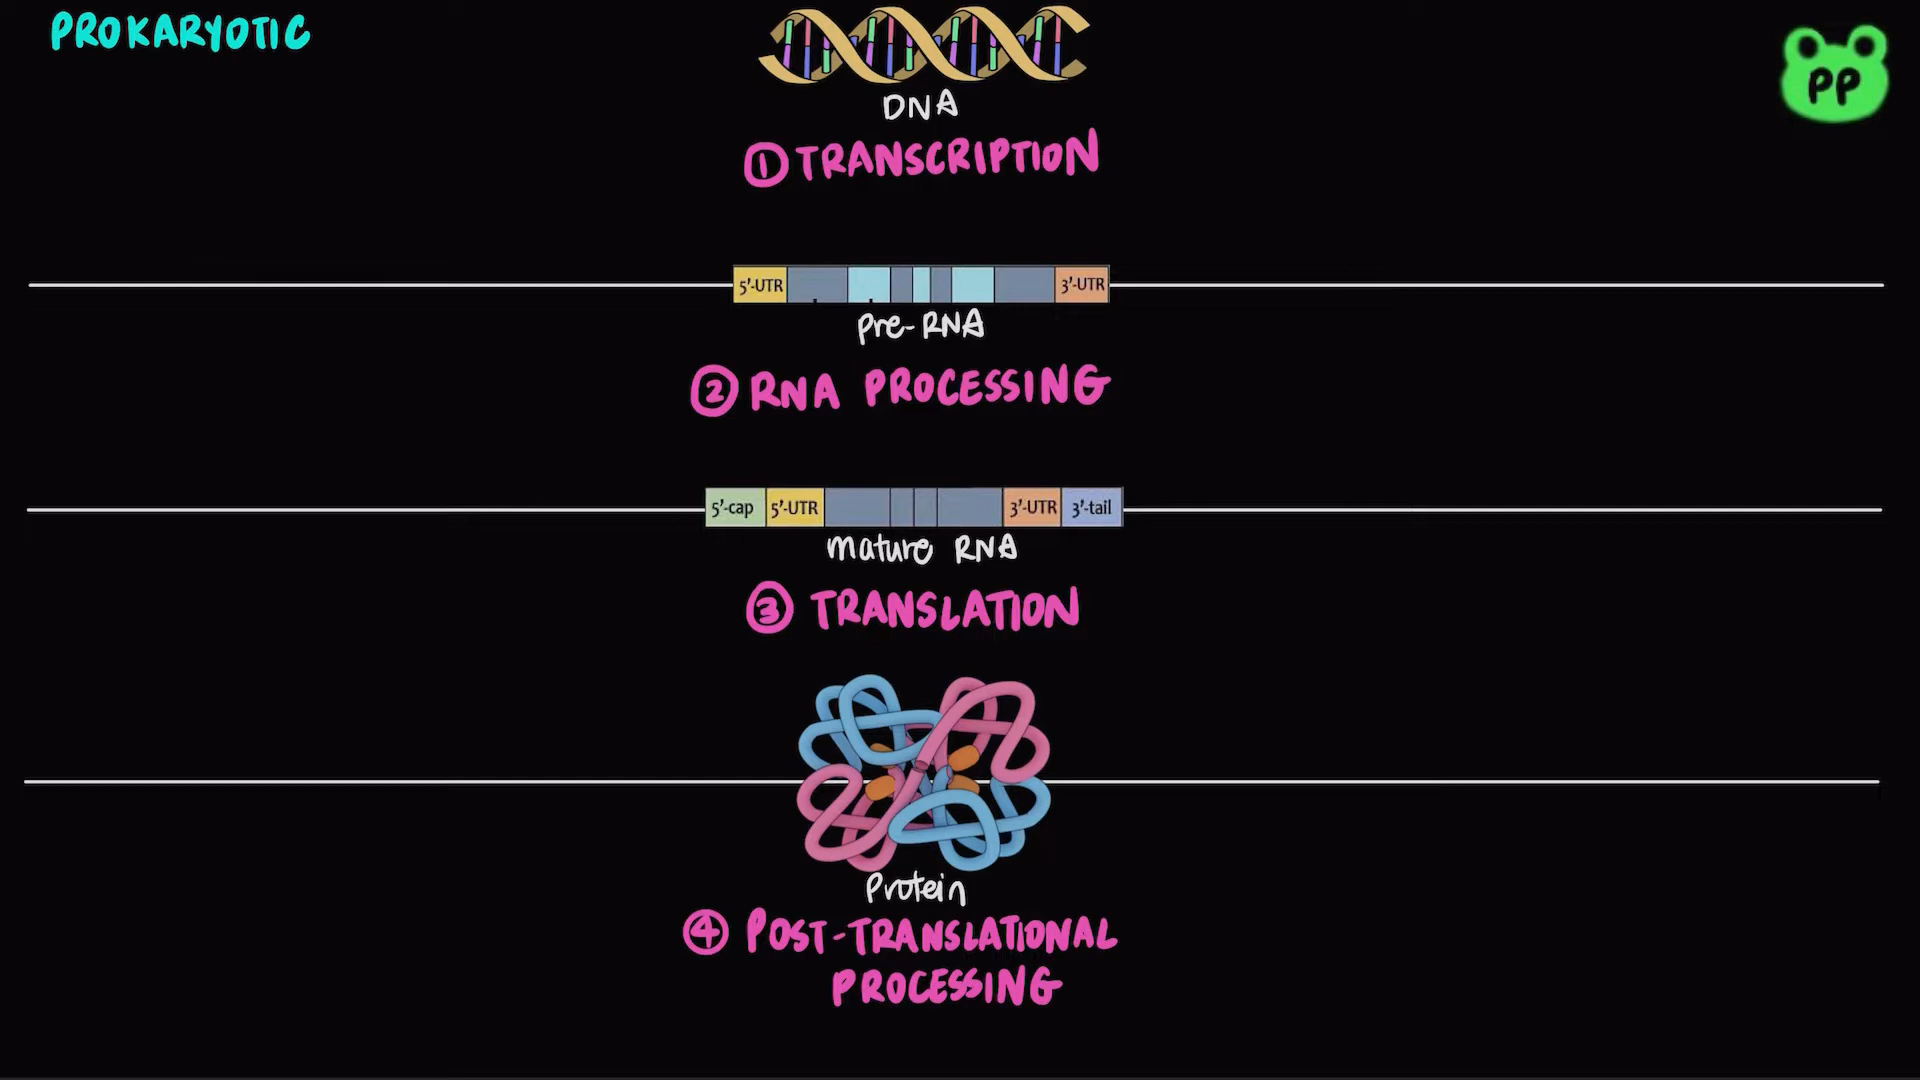 PROKARYOTIC
PP
DNA
① TRANSCRIPTION
5'-UTR 3'-UTR
Pre-RNA
② RNA PROCESSING
5'-cap 5'-UTR 3'-UTR 3'-tail
Mature RNA
③ TRANSLATION
Protein
④ POST-TRANSLATIONAL
PROCESSING